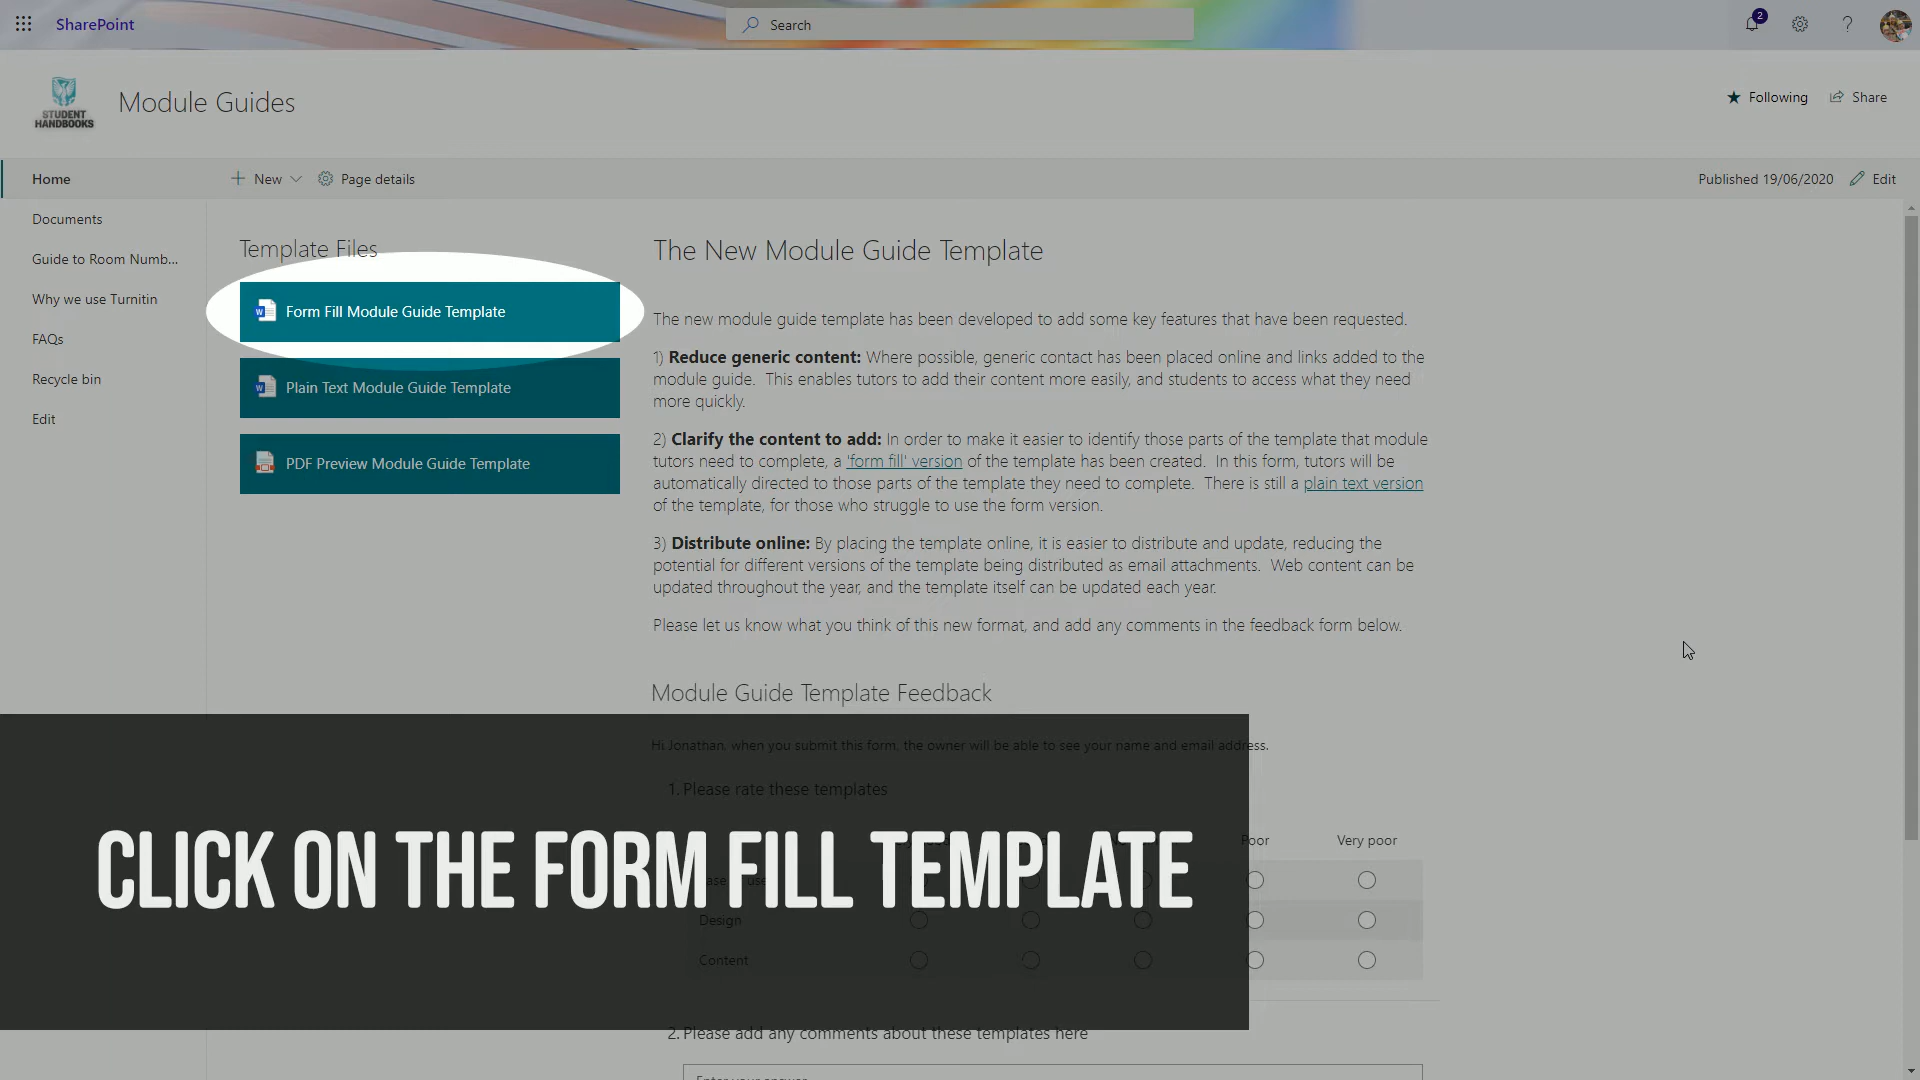 SharePoint
Search
2
STUDENT
HANDBOOKS
Module Guides
Following
Share
Home
New
Page details
Published 19/06/2020
Edit
Documents
Guide to Room Numb...
Why we use Turnitin
FAQs
Recycle bin
Edit
Template Files
Form Fill Module Guide Template
Plain Text Module Guide Template
PDF Preview Module Guide Template
The New Module Guide Template
The new module guide template has been developed to add some key features that have been requested.
1) Reduce generic content: Where possible, generic contact has been placed online and links added to the
module guide. This enables tutors to add their content more easily, and students to access what they need
more quickly.
2) Clarify the content to add: In order to make it easier to identify those parts of the template that module
tutors need to complete, a 'form fill' version of the template has been created. In this form, tutors will be
automatically directed to those parts of the template they need to complete. There is still a plain text version
of the template, for those who struggle to use the form version.
3) Distribute online: By placing the template online, it is easier to distribute and update, reducing the
potential for different versions of the template being distributed as email attachments. Web content can be
updated throughout the year, and the template itself can be updated each year.
Please let us know what you think of this new format, and add any comments in the feedback form below.
Module Guide Template Feedback
Hi Jonathan, when you submit this form, the owner will be able to see your name and email address.
1. Please rate these templates
Poor
Very poor
CLICK ON THE FORM FILL TEMPLATE
Design
Content
2. Please add any comments about these templates here
Enter your answer